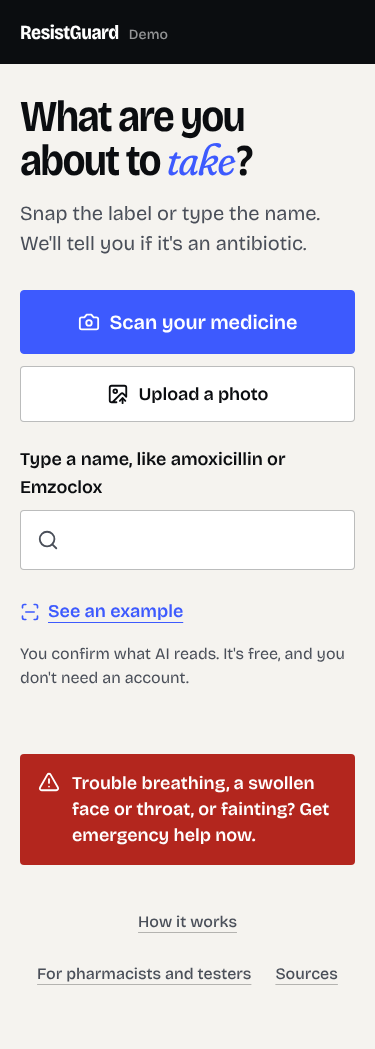 ResistGuard Demo
What are you
about to take?
Snap the label or type the name.
We'll tell you if it's an antibiotic.
Scan your medicine
Upload a photo
Type a name, like amoxicillin or
Emzoclox
See an example
You confirm what AI reads. It's free, and you
don't need an account.
Trouble breathing, a swollen
face or throat, or fainting? Get
emergency help now.
How it works
For pharmacists and testers Sources